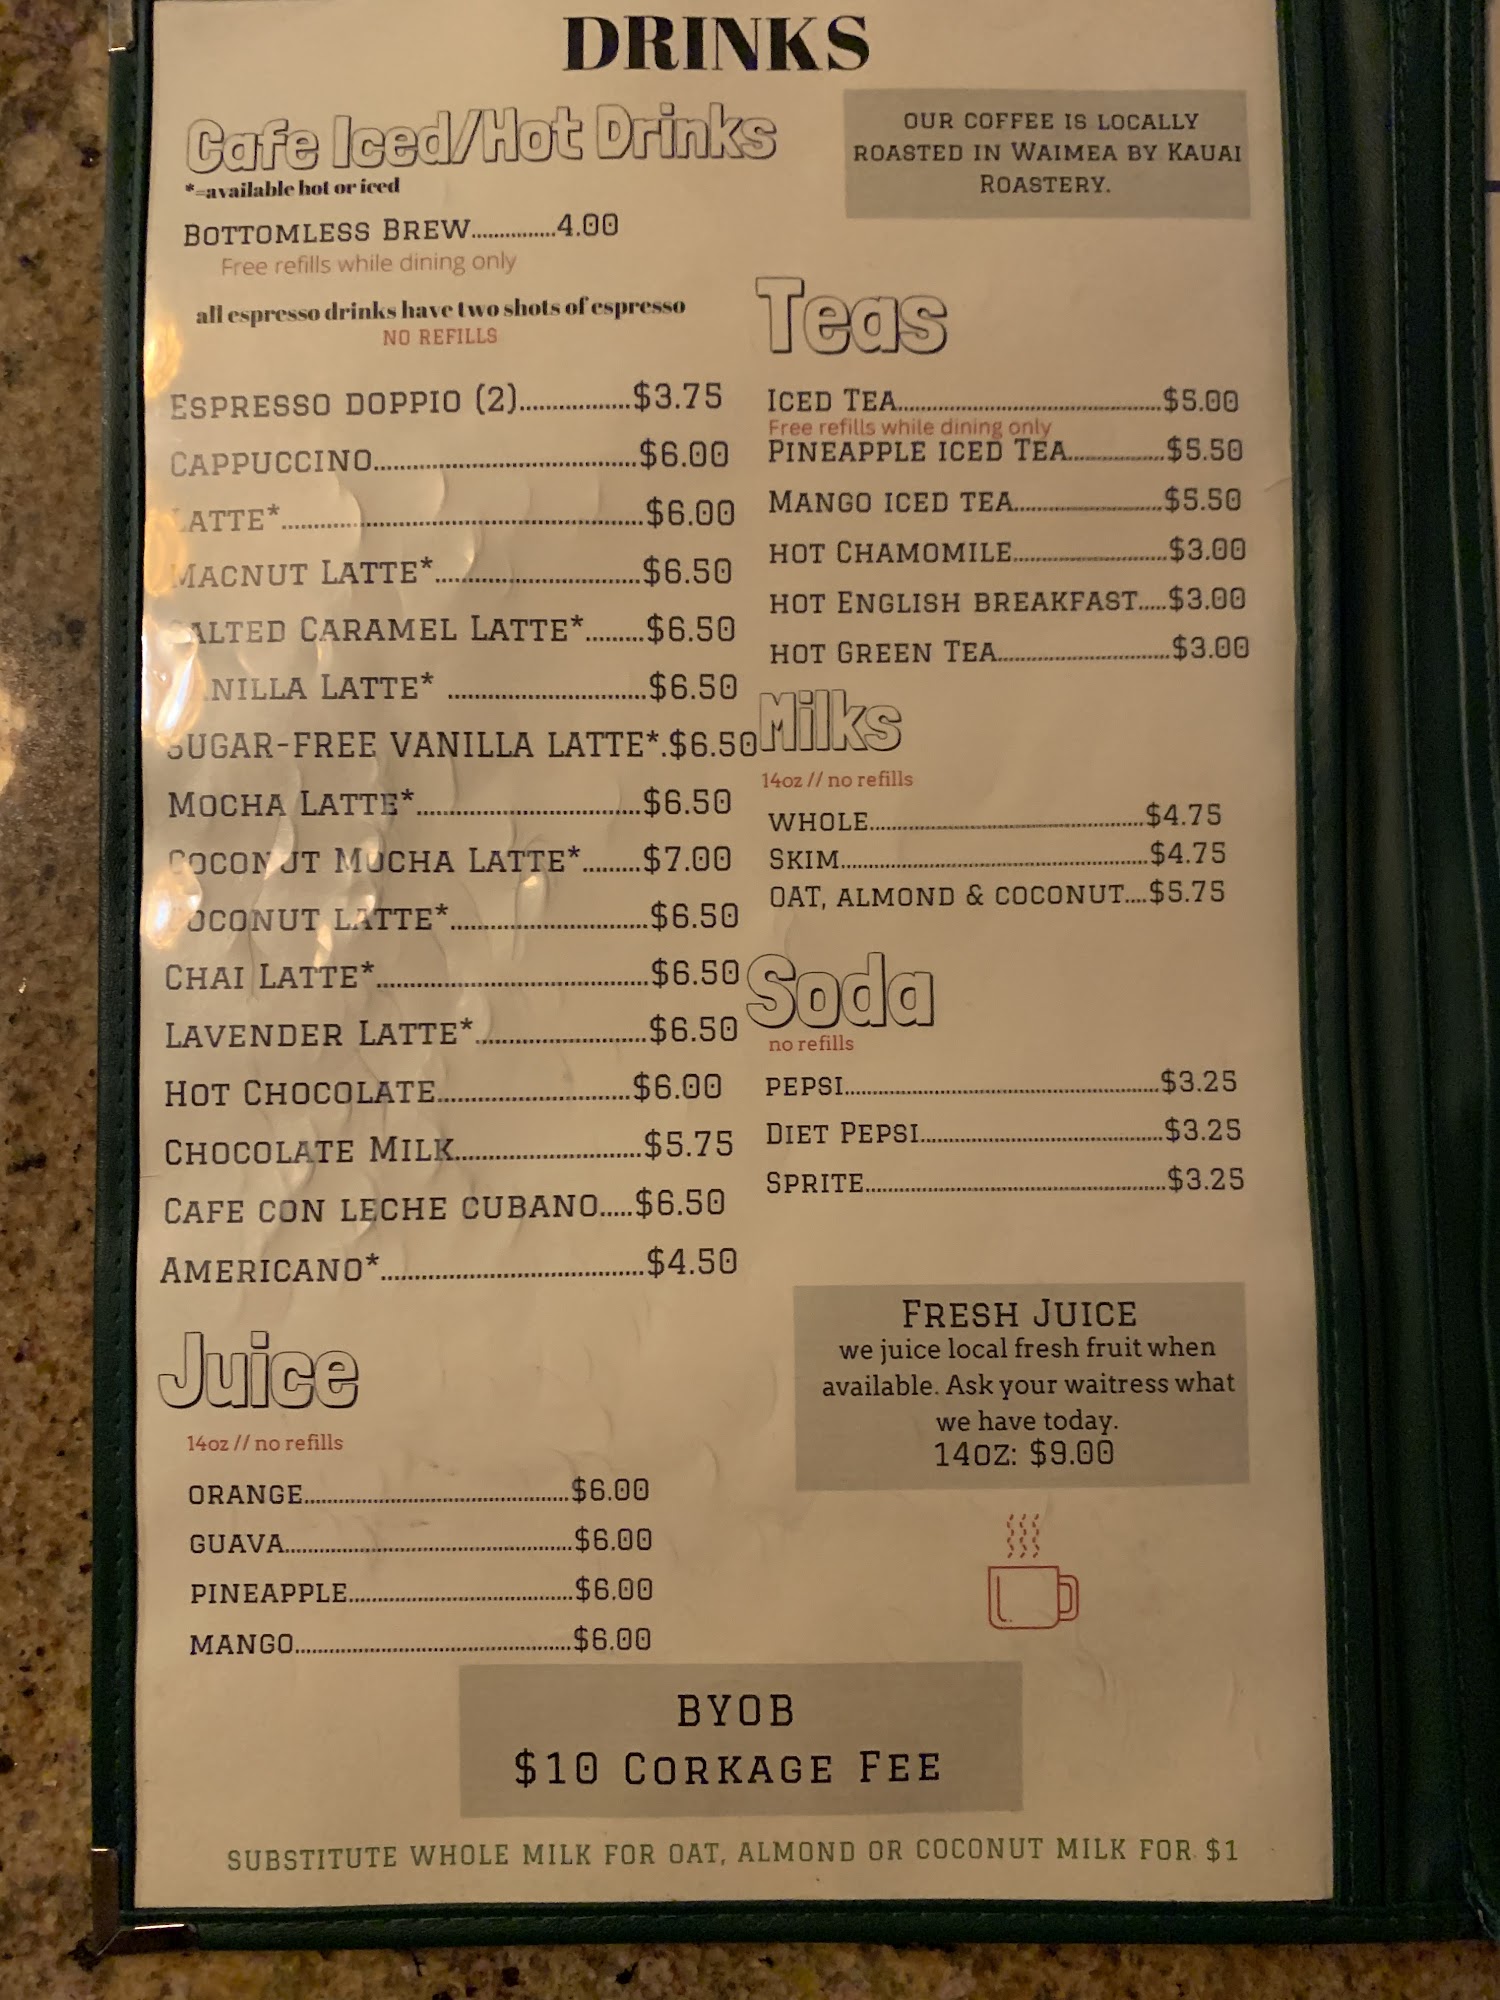 DRINKS
Cafe Iced/Hot Drinks
*=available hot or iced
BOTTOMLESS BREW...............4.00
Free refills while dining only
all espresso drinks have two shots of espresso
NO REFILLS
ESPRESSO DOPPIO (2).................$3.75
CAPPUCCINO.......................................$6.00
LATTE*......................................................$6.00
MACNUT LATTE*...............................$6.50
SALTED CARAMEL LATTE*.........$6.50
VANILLA LATTE* ..............................$6.50
SUGAR-FREE VANILLA LATTE*.$6.50
MOCHA LATTE*..................................$6.50
COCONUT MOCHA LATTE*.........$7.00
COCONUT LATTE*..............................$6.50
CHAI LATTE*.........................................$6.50
LAVENDER LATTE*..........................$6.50
HOT CHOCOLATE.............................$6.00
CHOCOLATE MILK............................$5.75
CAFE CON LECHE CUBANO.....$6.50
AMERICANO*.......................................$4.50
Juice
14oz // no refills
ORANGE..............................................$6.00
GUAVA..................................................$6.00
PINEAPPLE.......................................$6.00
MANGO................................................$6.00
OUR COFFEE IS LOCALLY
ROASTED IN WAIMEA BY KAUAI
ROASTERY.
Teas
ICED TEA..............................................$5.00
Free refills while dining only
PINEAPPLE ICED TEA.................$5.50
MANGO ICED TEA..........................$5.50
HOT CHAMOMILE...........................$3.00
HOT ENGLISH BREAKFAST.....$3.00
HOT GREEN TEA..............................$3.00
Milks
14oz // no refills
WHOLE................................................$4.75
SKIM......................................................$4.75
OAT, ALMOND & COCONUT....$5.75
Soda
no refills
PEPSI.......................................................$3.25
DIET PEPSI..........................................$3.25
SPRITE....................................................$3.25
FRESH JUICE
we juice local fresh fruit when
available. Ask your waitress what
we have today.
14OZ: $9.00
BYOB
$10 CORKAGE FEE
SUBSTITUTE WHOLE MILK FOR OAT, ALMOND OR COCONUT MILK FOR $1